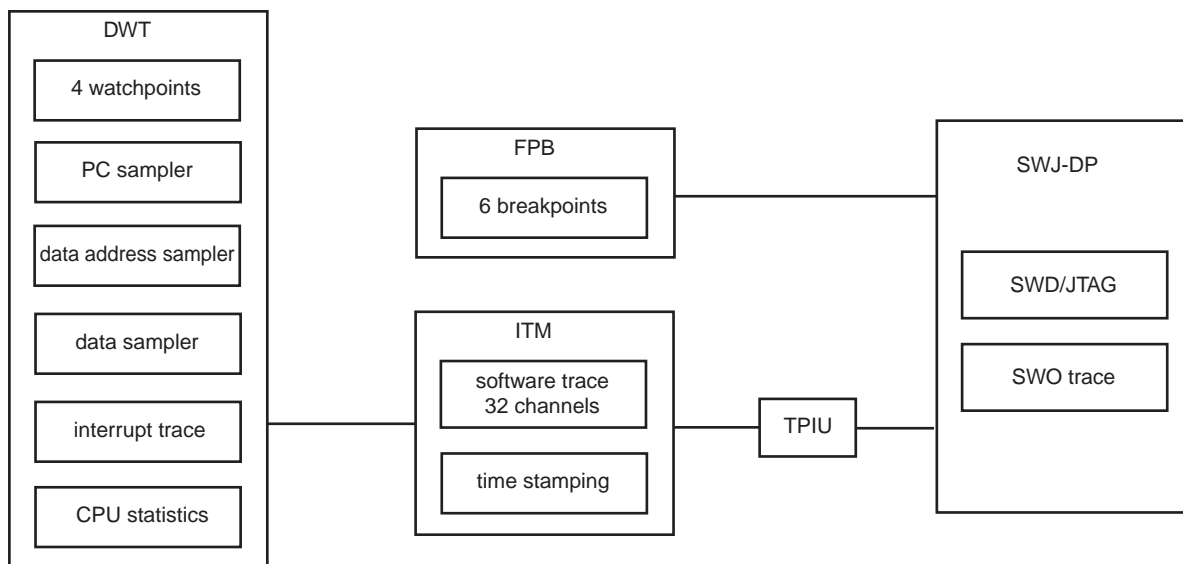 DWT
4 watchpoints
PC sampler
data address sampler
data sampler
interrupt trace
CPU statistics
FPB
6 breakpoints
ITM
software trace
32 channels
time stamping
TPIU
SWJ-DP
SWD/JTAG
SWO trace